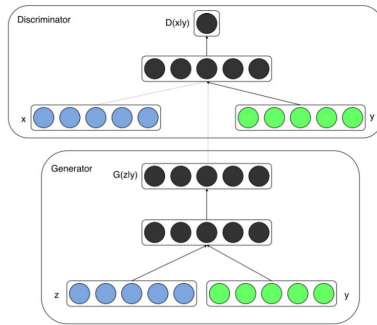 Discriminator
D(x|y)
x
y
Generator
G(z|y)
z
y